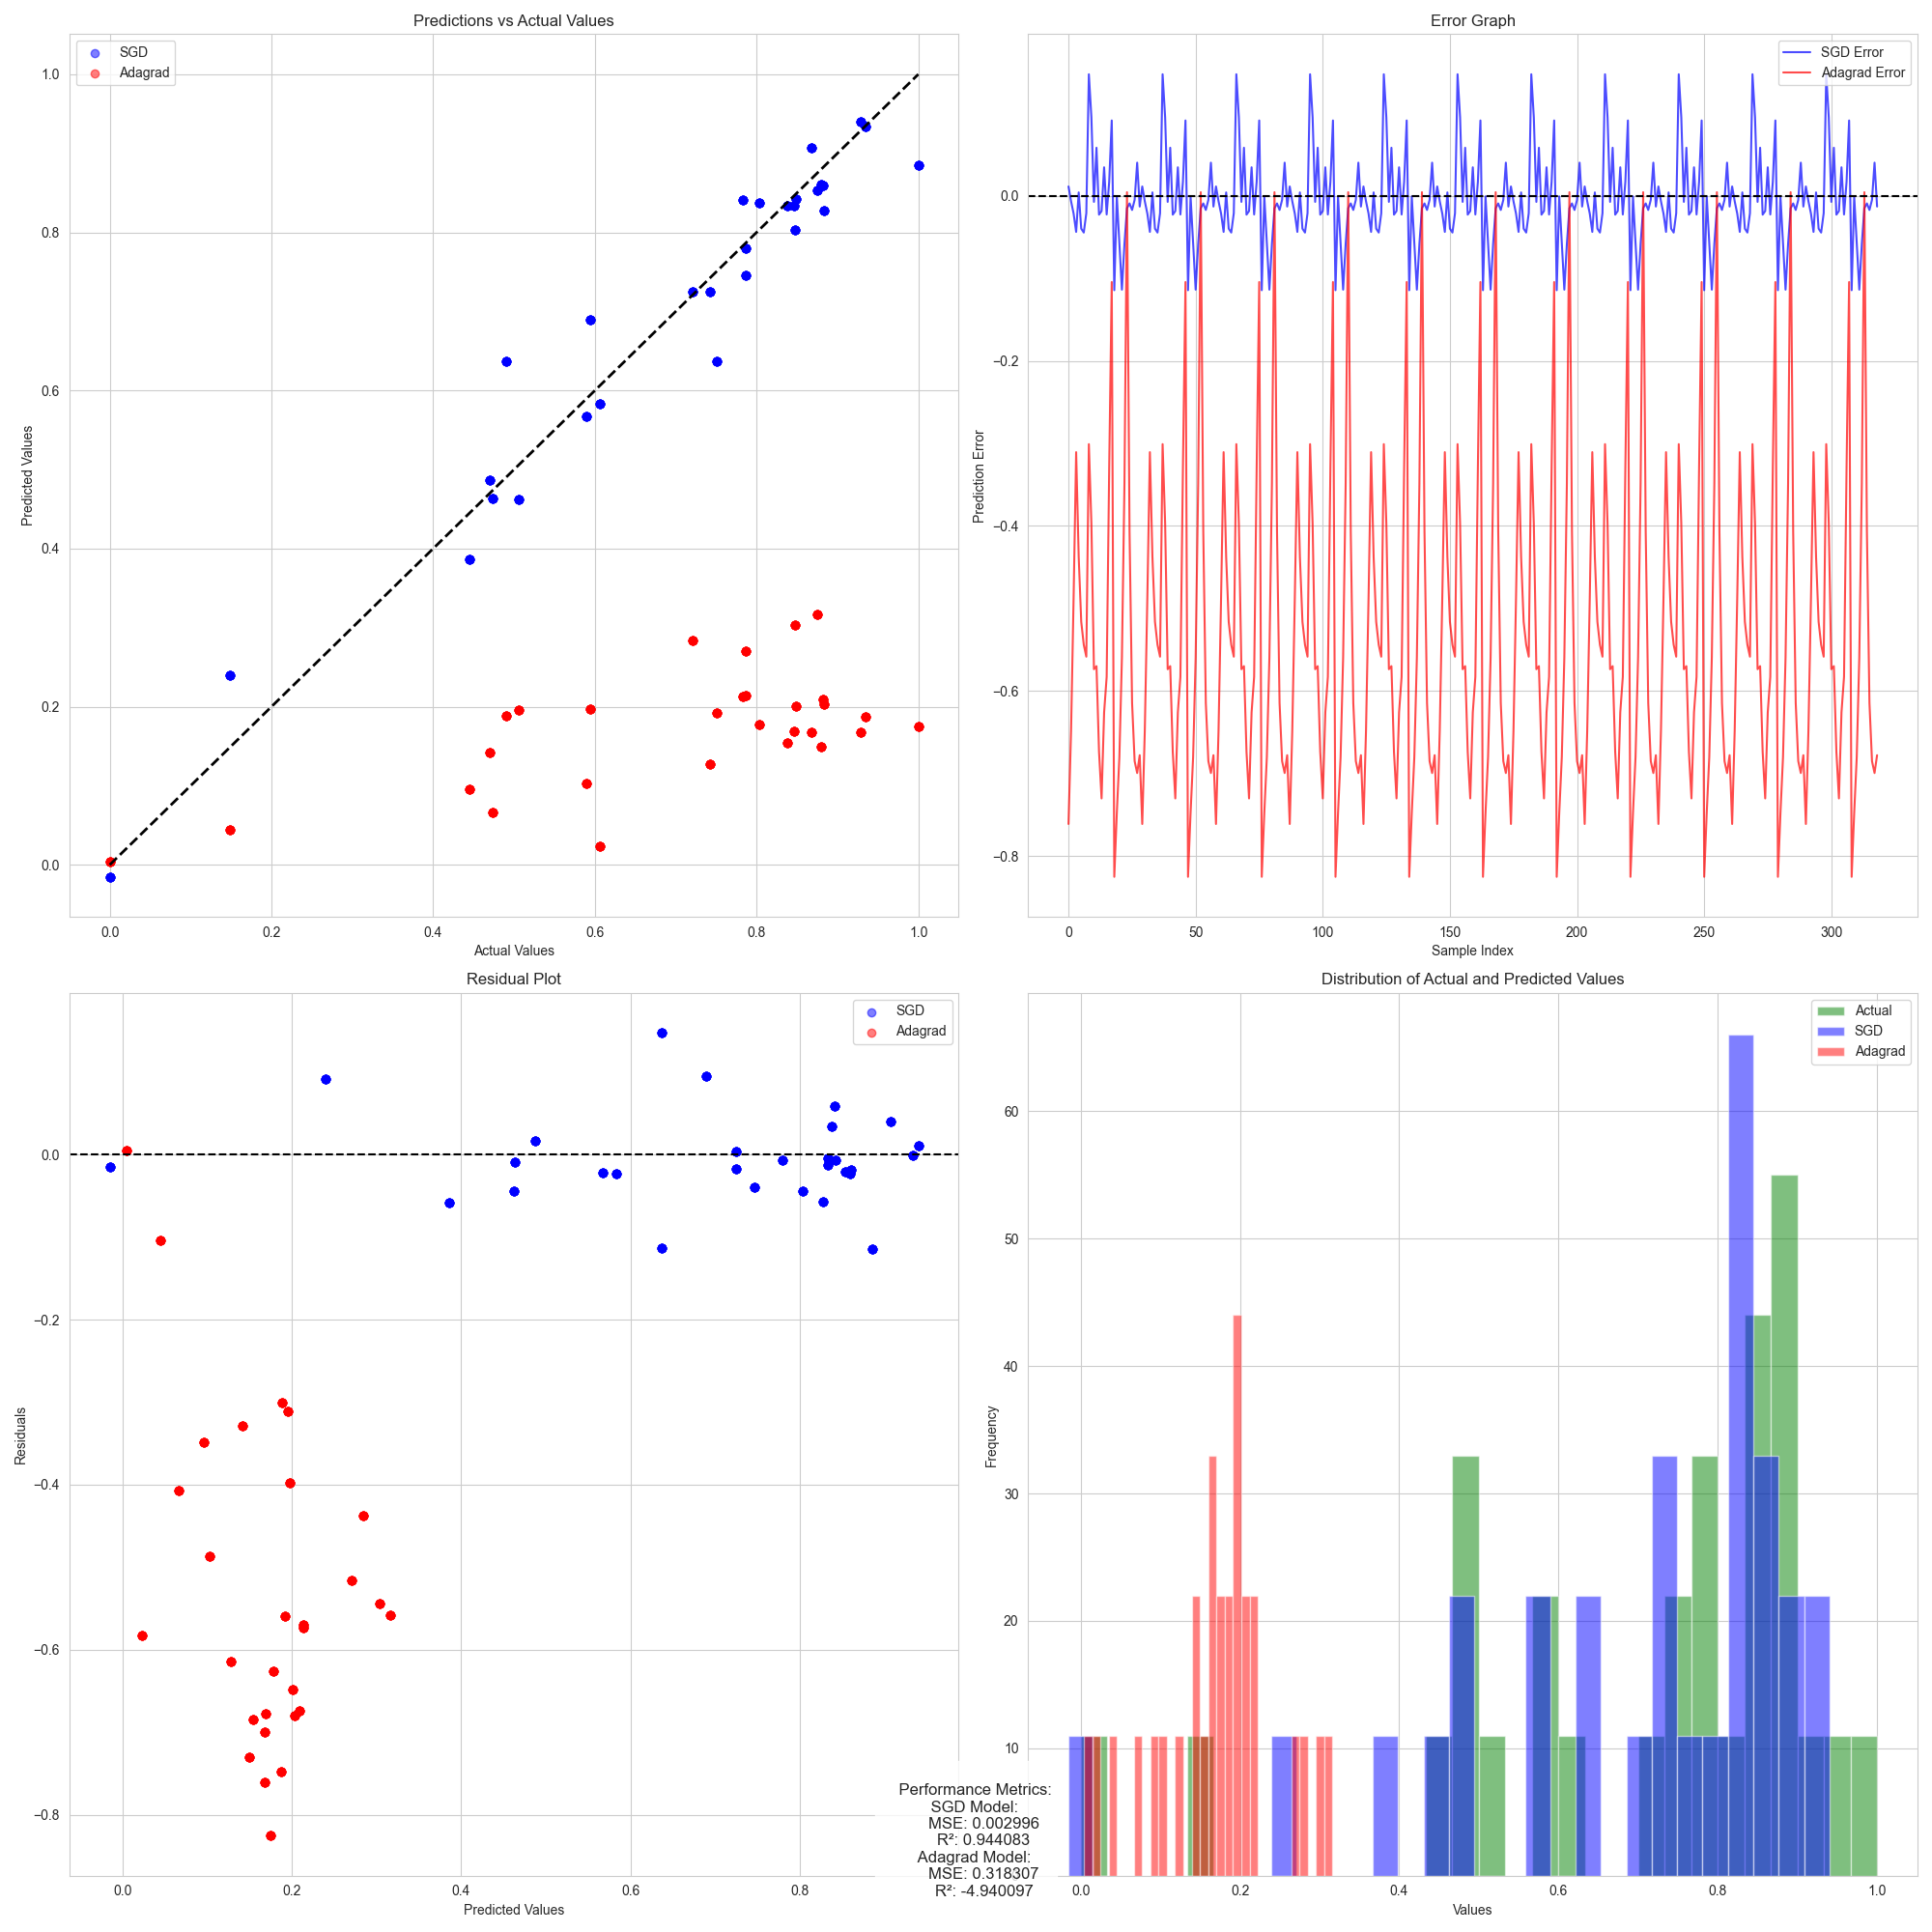 Predictions vs Actual Values
SGD
Adagrad
1.0
0.8
0.6
0.4
0.2
0.0
Predicted Values
0.0 0.2 0.4 0.6 0.8 1.0
Actual Values
Error Graph
SGD Error
Adagrad Error
0.0
−0.2
−0.4
−0.6
−0.8
Prediction Error
0 50 100 150 200 250 300
Sample Index
Residual Plot
SGD
Adagrad
0.0
−0.2
−0.4
−0.6
−0.8
Residuals
0.0 0.2 0.4 0.6 0.8
Predicted Values
Distribution of Actual and Predicted Values
Actual
SGD
Adagrad
60
50
40
30
20
10
Frequency
0.0 0.2 0.4 0.6 0.8 1.0
Values
Performance Metrics:
SGD Model:
MSE: 0.002996
R²: 0.944083
Adagrad Model:
MSE: 0.318307
R²: -4.940097